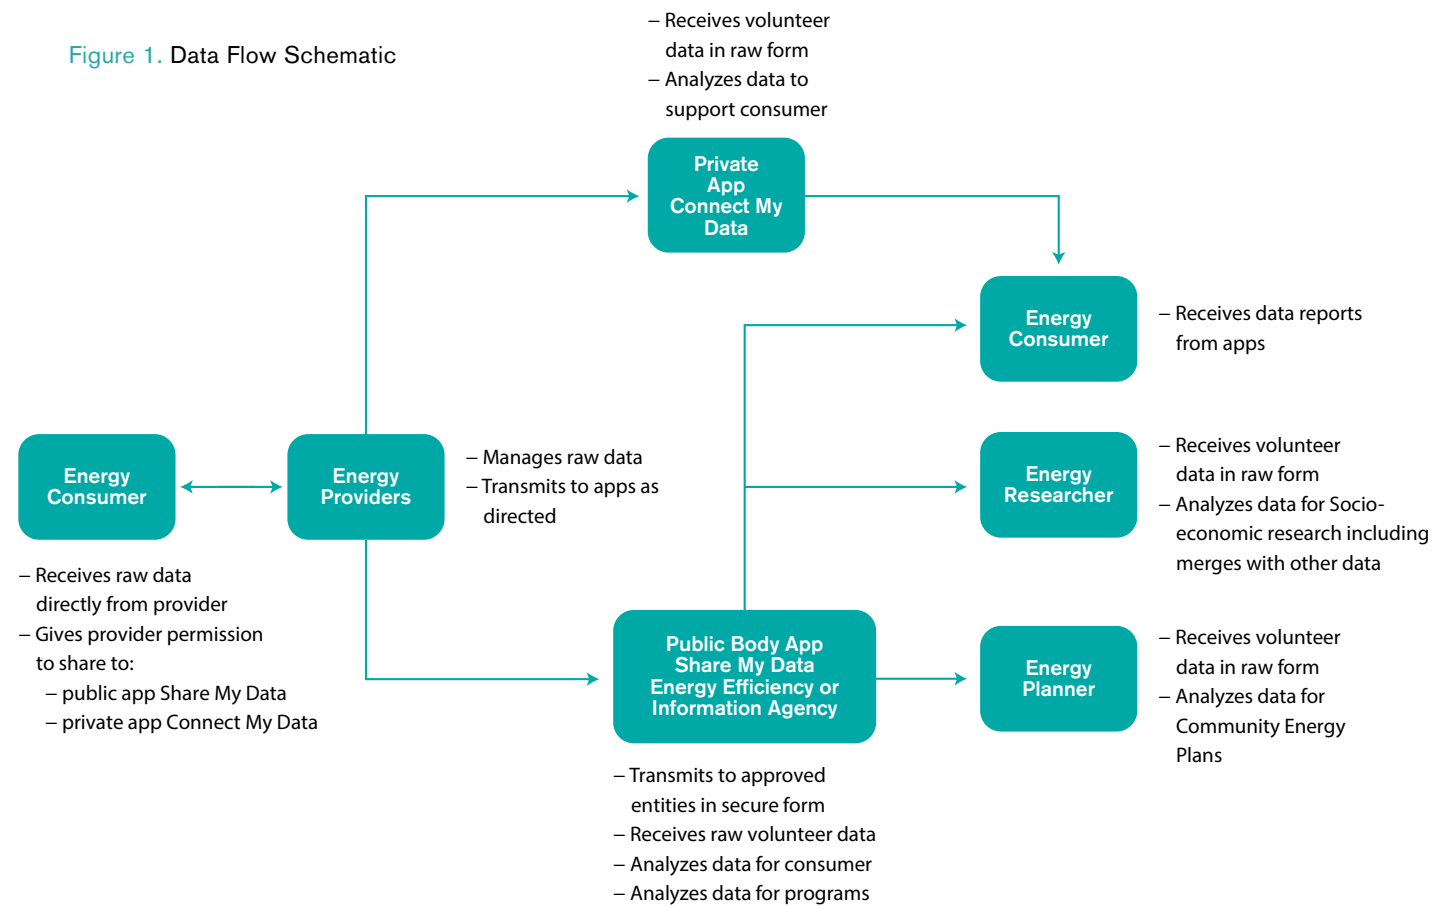 Figure 1. Data Flow Schematic
– Receives volunteer
data in raw form
– Analyzes data to
support consumer
Private
App
Connect My
Data
Energy
Consumer
– Receives data reports
from apps
Energy
Consumer
Energy
Providers
– Manages raw data
– Transmits to apps as
directed
Energy
Researcher
– Receives volunteer
data in raw form
– Analyzes data for Socio-
economic research including
merges with other data
– Receives raw data
directly from provider
– Gives provider permission
to share to:
– public app Share My Data
– private app Connect My Data
Public Body App
Share My Data
Energy Efficiency or
Information Agency
Energy
Planner
– Receives volunteer
data in raw form
– Analyzes data for
Community Energy
Plans
– Transmits to approved
entities in secure form
– Receives raw volunteer data
– Analyzes data for consumer
– Analyzes data for programs